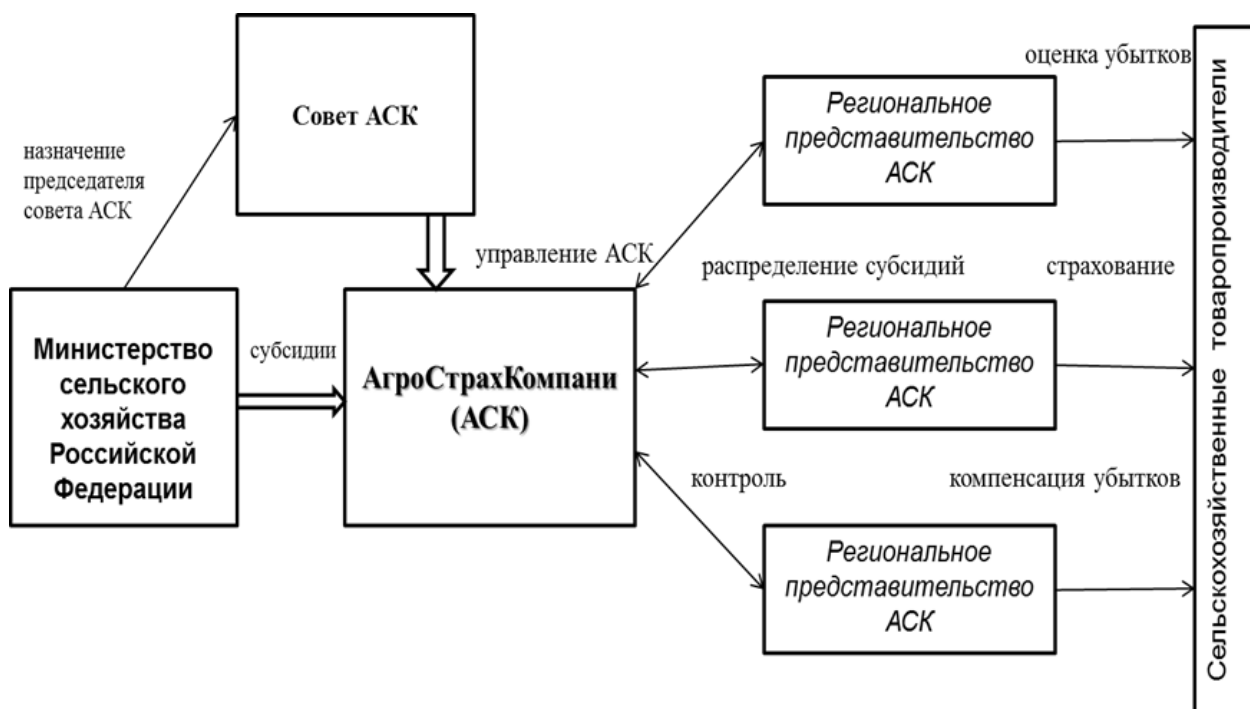 Совет АСК
назначение
председателя
совета АСК
Министерство
сельского
хозяйства
Российской
Федерации
субсидии
управление АСК
АгроСтрахКомпани
(АСК)
распределение субсидий
контроль
Региональное
представительство
АСК
Региональное
представительство
АСК
Региональное
представительство
АСК
оценка убытков
страхование
компенсация убытков
Сельскохозяйственные товаропроизводители